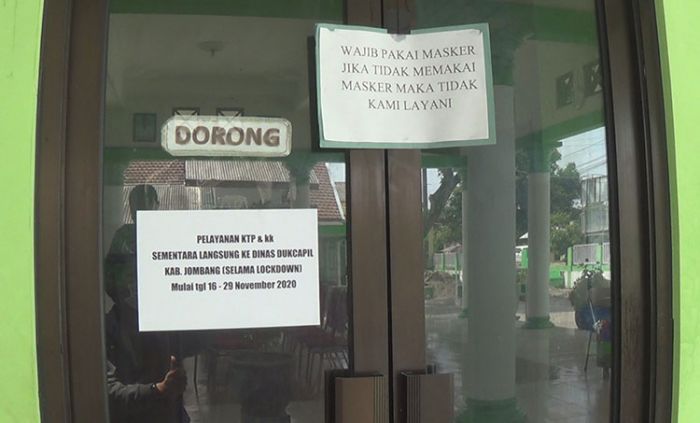 WAJIB PAKAI MASKER
JIKA TIDAK MEMAKAI
MASKER MAKA TIDAK
KAMI LAYANI
DORONG
PELAYANAN KTP & kk
SEMENTARA LANGSUNG KE DINAS DUKCAPIL
KAB. JOMBANG (SELAMA LOCKDOWN)
Mulai tgl 16 - 29 November 2020